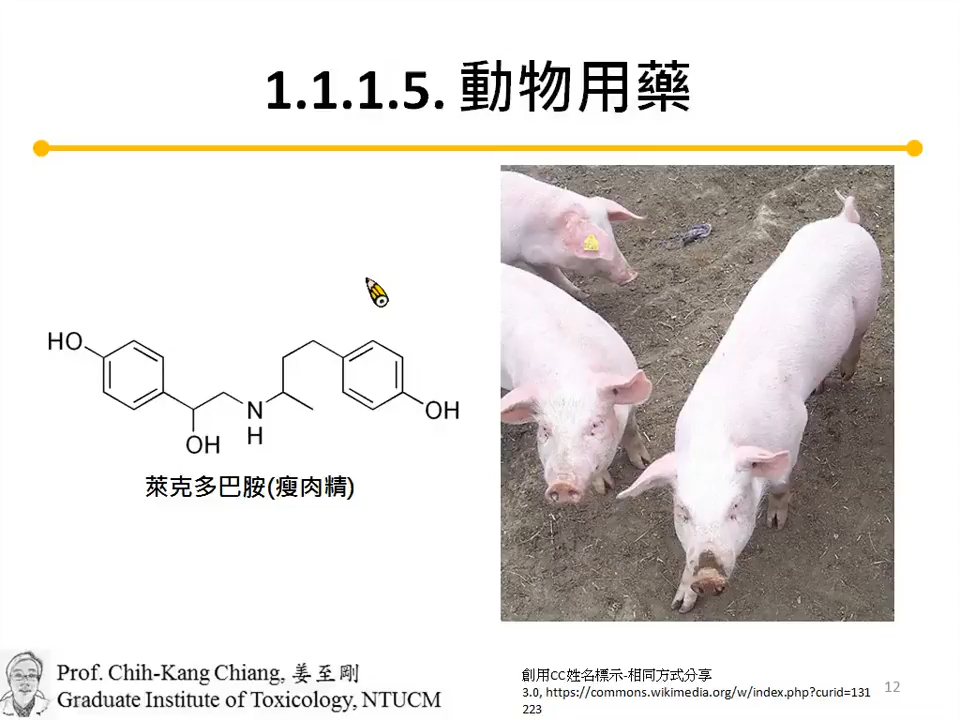 1.1.1.5. 動物用藥
HO
OH
N
H
OH
萊克多巴胺(瘦肉精)
Prof. Chih-Kang Chiang, 姜至剛
Graduate Institute of Toxicology, NTUCM
創用CC姓名標示-相同方式分享
3.0, https://commons.wikimedia.org/w/index.php?curid=131
223
12